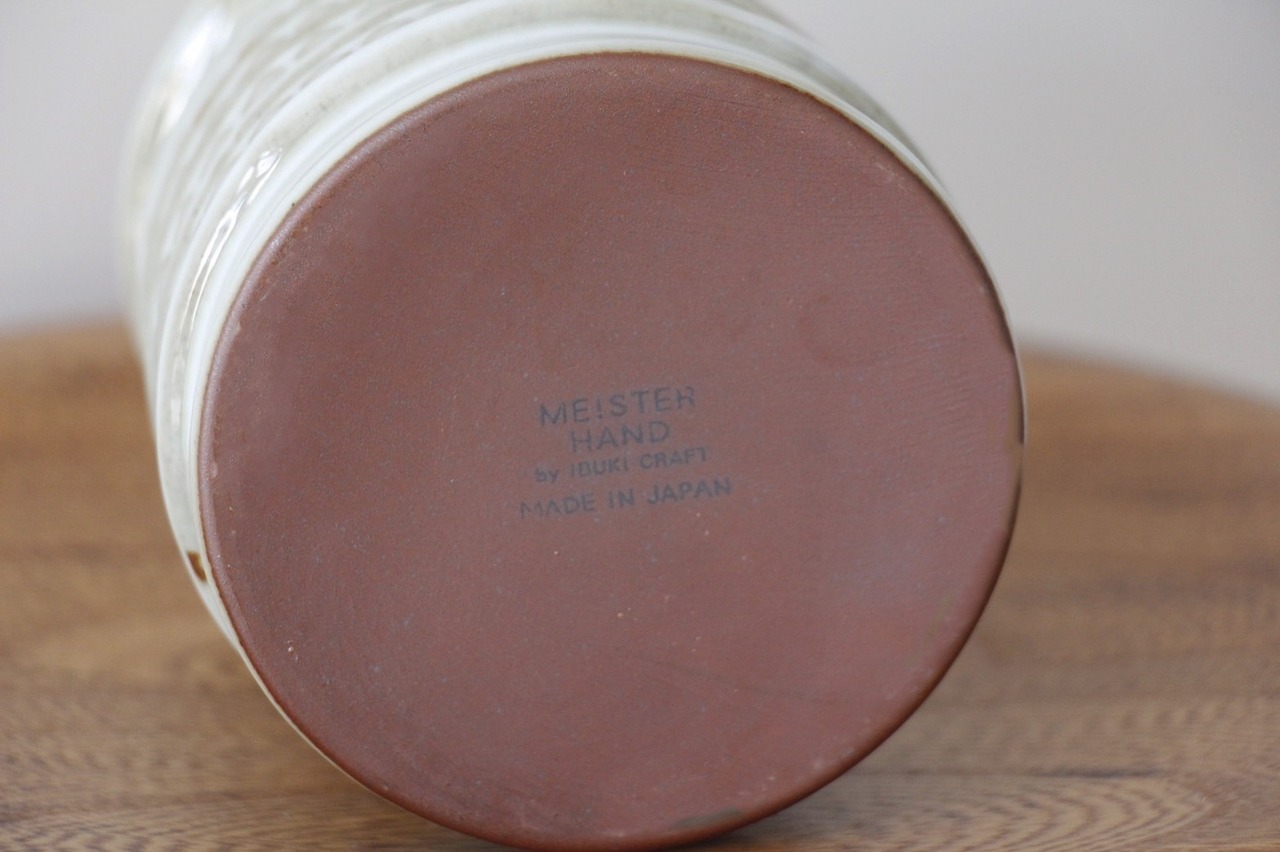 MEISTER
HAND
by IBUKI CRAFT
MADE IN JAPAN